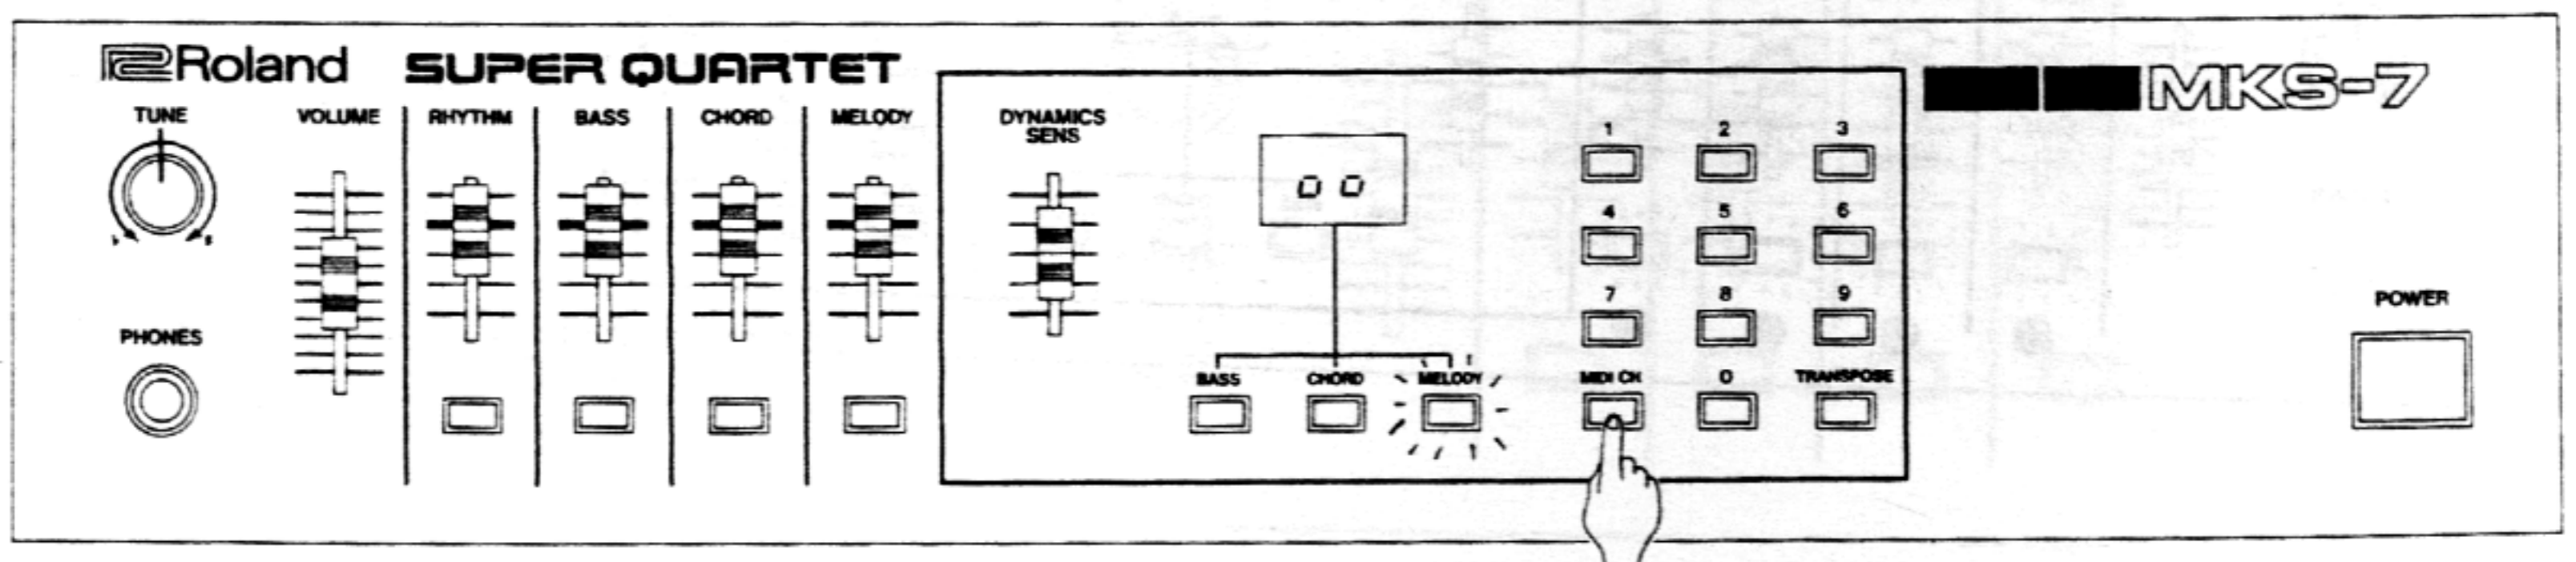 Roland SUPER QUARTET MKS-7
TUNE VOLUME RHYTHM BASS CHORD MELODY DYNAMICS
SENS
1 2 3
00
4 5 6
7 8 9
PHONES
POWER
BASS CHORD MELODY MIDI CH 0 TRANSPOSE